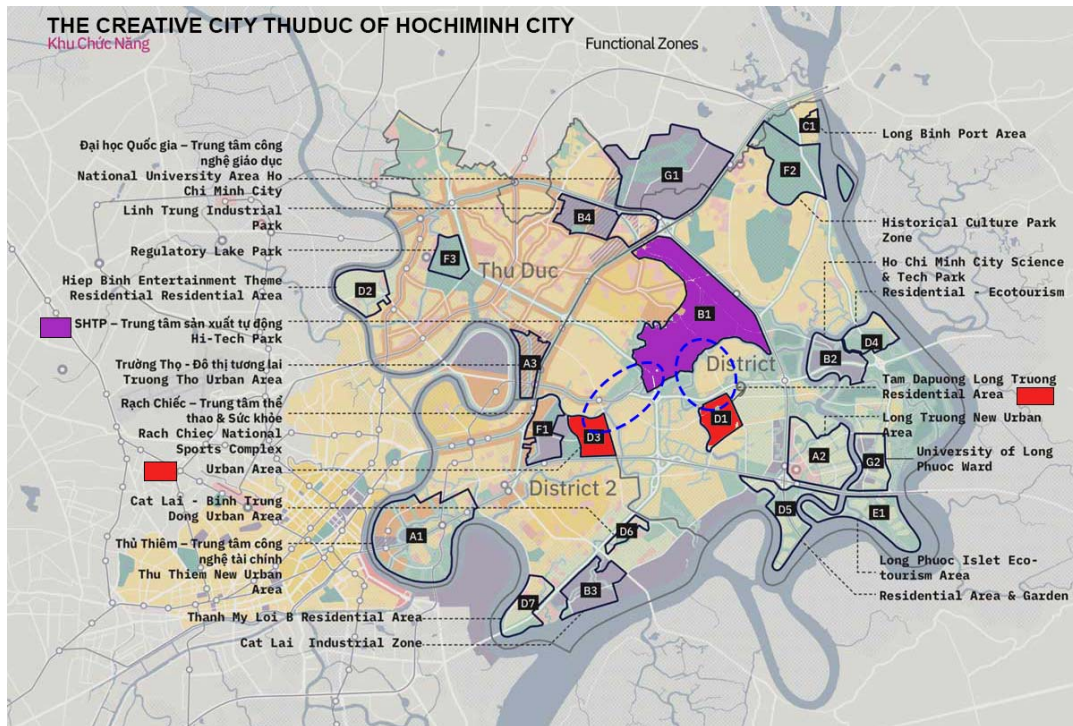 THE CREATIVE CITY THUDUC OF HOCHIMINH CITY
Khu Chức Năng
Functional Zones
Đại học Quốc gia – Trung tâm công
nghệ giáo dục
National University Area Ho
Chi Minh City
Linh Trung Industrial
Park
Regulatory Lake Park
Hiep Binh Entertainment Theme
Residential Residential Area
SHTP – Trung tâm sản xuất tự động
Hi-Tech Park
Trường Thọ - Đô thị tương lai
Truong Tho Urban Area
Rạch Chiếc – Trung tâm thể
thao & Sức khỏe
Rach Chiec National
Sports Complex
Urban Area
Cat Lai - Binh Trung
Dong Urban Area
Thủ Thiêm – Trung tâm công
nghệ tài chính
Thu Thiem New Urban
Area
Thanh My Loi B Residential Area
Cat Lai Industrial Zone
C1
G1
F2
B4
F3
Thu Duc
D2
B1
A3
District
B2
D4
D1
F1
D3
A2
G2
District 2
D5
E1
A1
D6
B3
D7
Long Binh Port Area
Historical Culture Park
Zone
Ho Chi Minh City Science
& Tech Park
Residential - Ecotourism
Tam Dapuong Long Truong
Residential Area
Long Truong New Urban
Area
University of Long
Phuoc Ward
Long Phuoc Islet Eco-
tourism Area
Residential Area & Garden